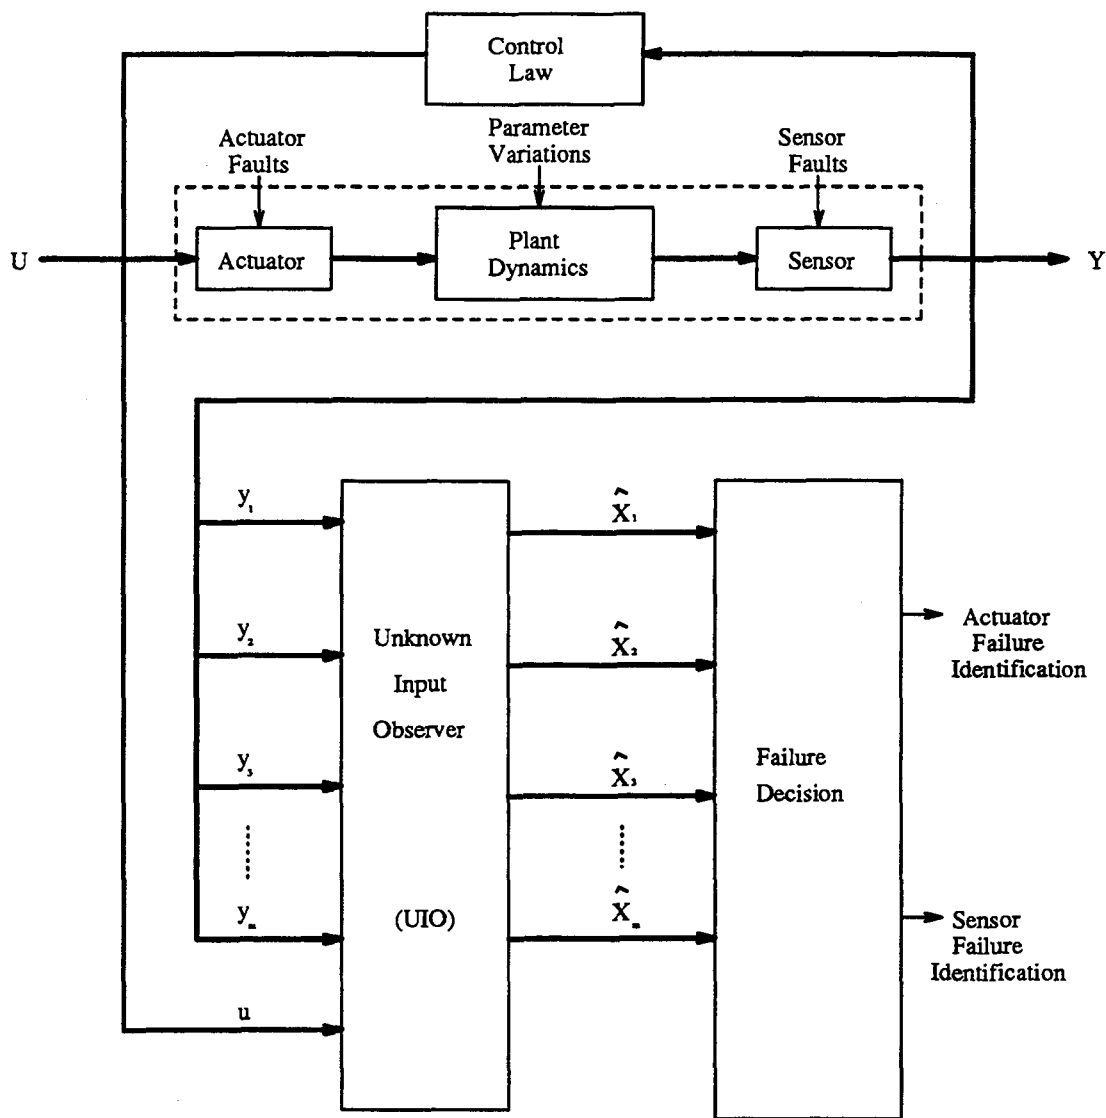 Control
Law
Actuator
Faults
Parameter
Variations
Sensor
Faults
U
Actuator
Plant
Dynamics
Sensor
Y
y₁
X̂₁
y₂
X̂₂
y₃
X̂₃
yₘ
X̂ₘ
u
Unknown
Input
Observer
(UIO)
Failure
Decision
Actuator
Failure
Identification
Sensor
Failure
Identification